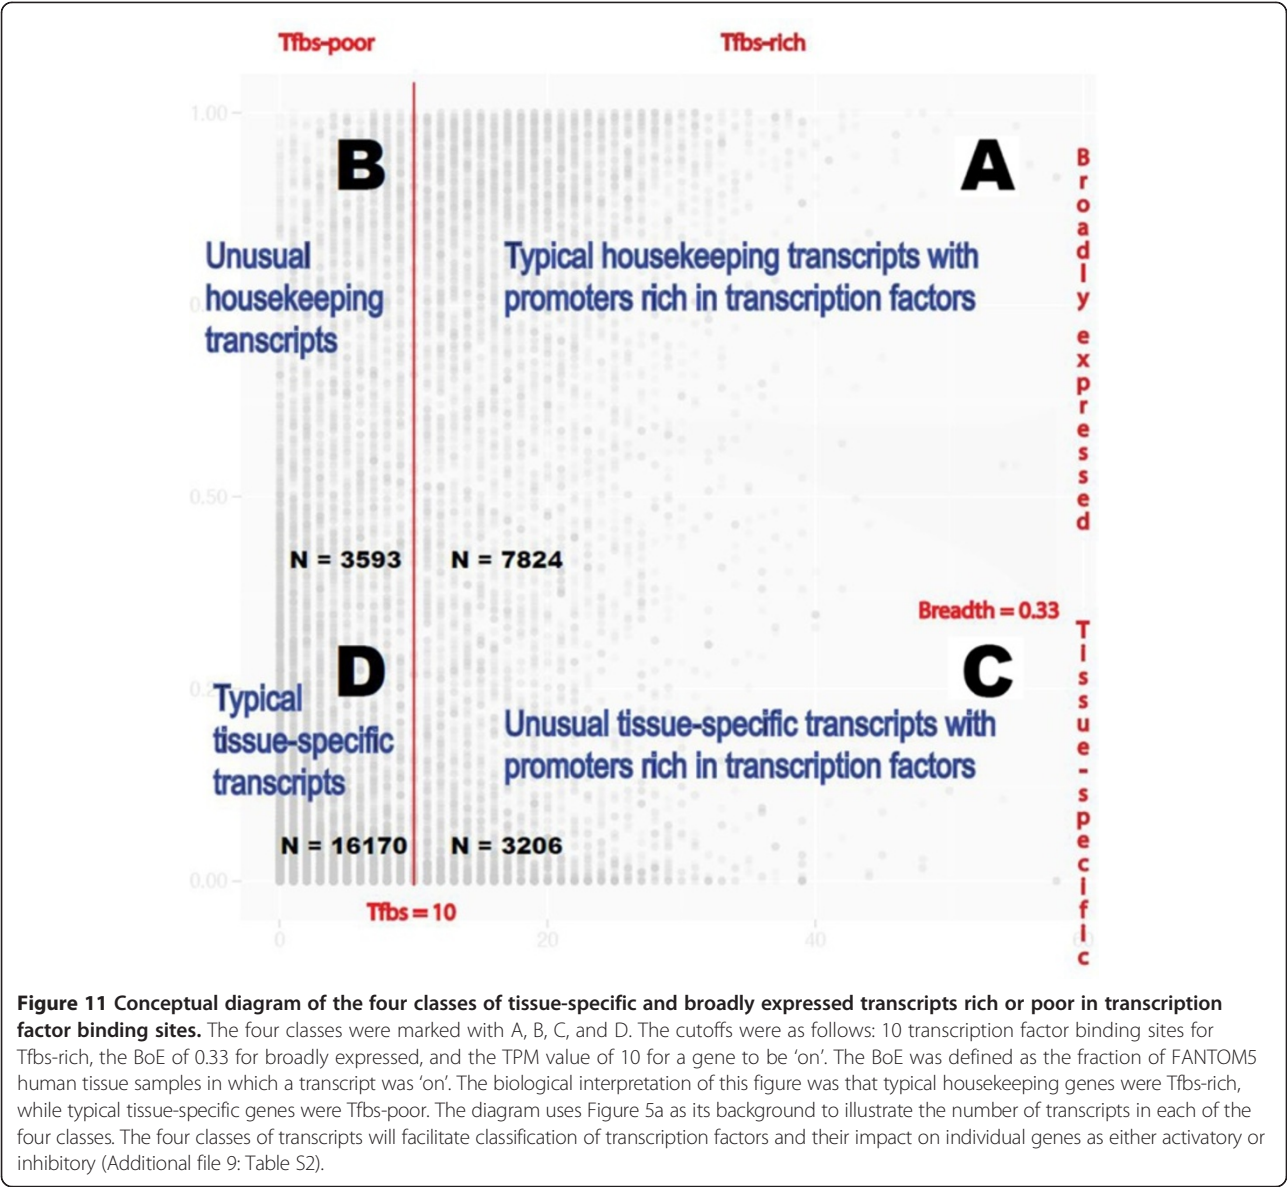 Tfbs-poor
Tfbs-rich
1.00
B
A
Broadly expressed
Unusual
housekeeping
transcripts
Typical housekeeping transcripts with
promoters rich in transcription factors
0.50
N = 3593
N = 7824
Breadth = 0.33
D
C
Tissue-specific
Typical
tissue-specific
transcripts
Unusual tissue-specific transcripts with
promoters rich in transcription factors
N = 16170
N = 3206
0.00
Tfbs = 10
0
20
40
Figure 11 Conceptual diagram of the four classes of tissue-specific and broadly expressed transcripts rich or poor in transcription
factor binding sites. The four classes were marked with A, B, C, and D. The cutoffs were as follows: 10 transcription factor binding sites for
Tfbs-rich, the BoE of 0.33 for broadly expressed, and the TPM value of 10 for a gene to be ‘on’. The BoE was defined as the fraction of FANTOM5
human tissue samples in which a transcript was ‘on’. The biological interpretation of this figure was that typical housekeeping genes were Tfbs-rich,
while typical tissue-specific genes were Tfbs-poor. The diagram uses Figure 5a as its background to illustrate the number of transcripts in each of the
four classes. The four classes of transcripts will facilitate classification of transcription factors and their impact on individual genes as either activatory or
inhibitory (Additional file 9: Table S2).